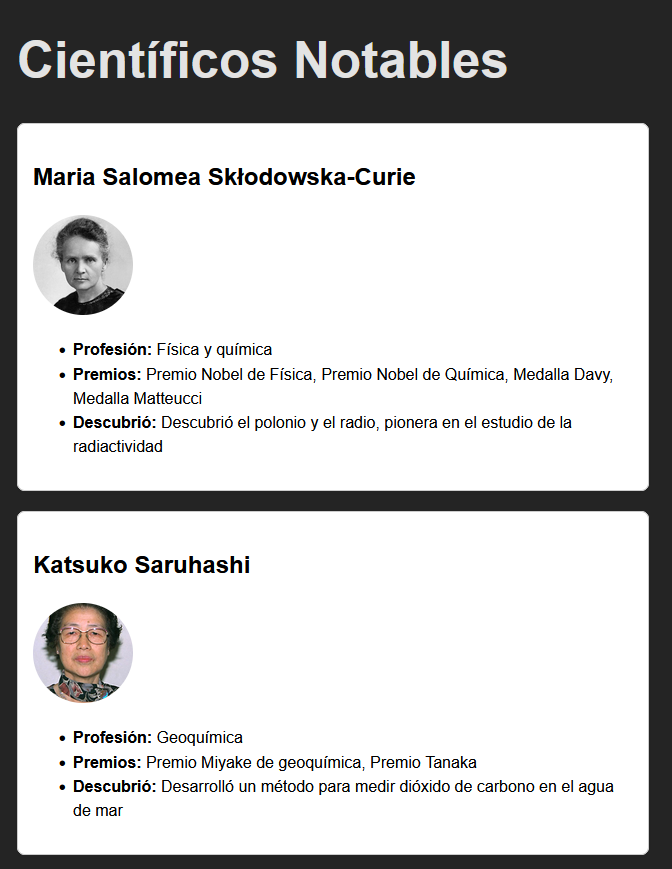 Científicos Notables
Maria Salomea Skłodowska-Curie
• Profesión: Física y química
• Premios: Premio Nobel de Física, Premio Nobel de Química, Medalla Davy,
Medalla Matteucci
• Descubrió: Descubrió el polonio y el radio, pionera en el estudio de la
radiactividad
Katsuko Saruhashi
• Profesión: Geoquímica
• Premios: Premio Miyake de geoquímica, Premio Tanaka
• Descubrió: Desarrolló un método para medir dióxido de carbono en el agua
de mar